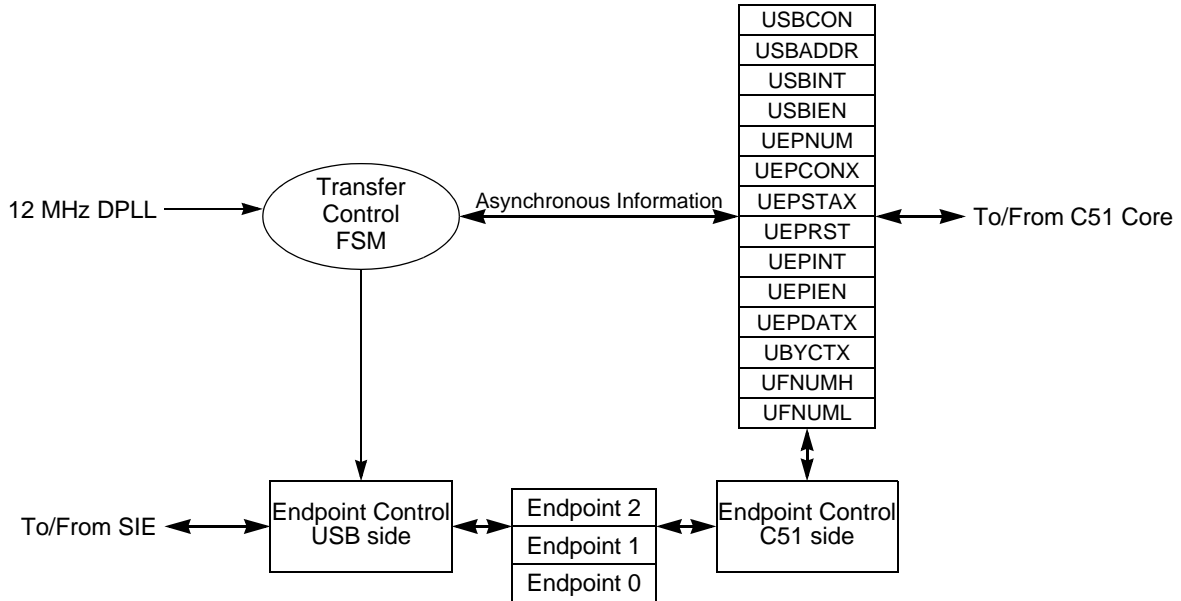 USBCON
USBADDR
USBINT
USBIEN
UEPNUM
UEPCONX
UEPSTAX
UEPRST
UEPINT
UEPIEN
UEPDATX
UBYCTX
UFNUMH
UFNUML
12 MHz DPLL
Transfer
Control
FSM
Asynchronous Information
To/From C51 Core
To/From SIE
Endpoint Control
USB side
Endpoint 2
Endpoint 1
Endpoint 0
Endpoint Control
C51 side